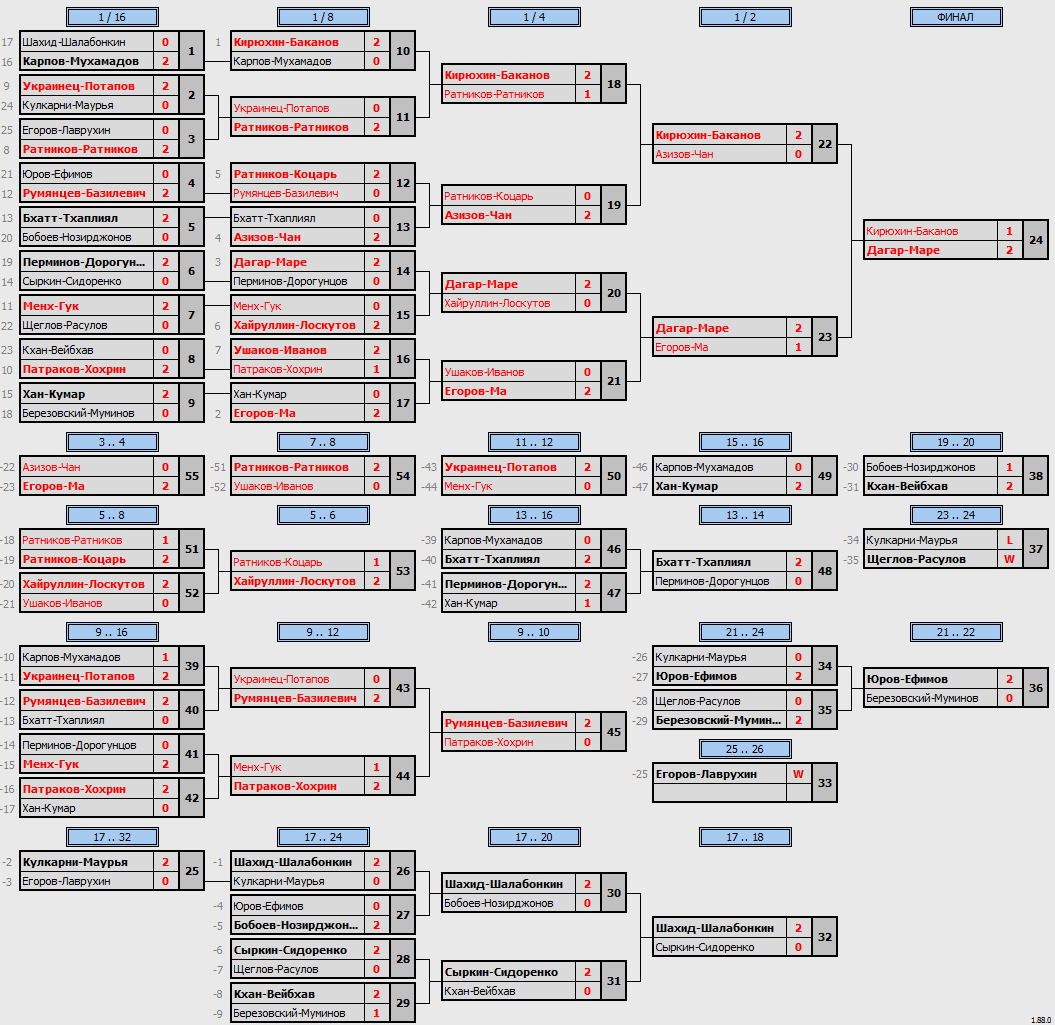 1 / 16
17 Шахид-Шалабонкин 0 1
16 Карпов-Мухамадов 2
9 Украинец-Потапов 2 2
24 Кулкарни-Маурья 0
25 Егоров-Лаврухин 0 3
8 Ратников-Ратников 2
21 Юров-Ефимов 0 4
12 Румянцев-Базилевич 2
13 Бхатт-Тхаплиял 2 5
20 Бобоев-Нозирджонов 0
19 Перминов-Дорогун... 2 6
14 Сыркин-Сидоренко 0
11 Менх-Гук 2 7
22 Щеглов-Расулов 0
23 Кхан-Вейбхав 0 8
10 Патраков-Хохрин 2
15 Хан-Кумар 2 9
18 Березовский-Муминов 0
1 / 8
1 Кирюхин-Баканов 2 10
Карпов-Мухамадов 0
Украинец-Потапов 0 11
Ратников-Ратников 2
5 Ратников-Коцарь 2 12
Румянцев-Базилевич 0
Бхатт-Тхаплиял 0 13
4 Азизов-Чан 2
3 Дагар-Маре 2 14
Перминов-Дорогунцов 0
Менх-Гук 0 15
6 Хайруллин-Лоскутов 2
7 Ушаков-Иванов 2 16
Патраков-Хохрин 1
Хан-Кумар 0 17
2 Егоров-Ма 2
1 / 4
Кирюхин-Баканов 2 18
Ратников-Ратников 1
Ратников-Коцарь 0 19
Азизов-Чан 2
Дагар-Маре 2 20
Хайруллин-Лоскутов 0
Ушаков-Иванов 0 21
Егоров-Ма 2
1 / 2
Кирюхин-Баканов 2 22
Азизов-Чан 0
Дагар-Маре 2 23
Егоров-Ма 1
ФИНАЛ
Кирюхин-Баканов 1 24
Дагар-Маре 2
3 .. 4
-22 Азизов-Чан 0 55
-23 Егоров-Ма 2
7 .. 8
-51 Ратников-Ратников 2 54
-52 Ушаков-Иванов 0
11 .. 12
-43 Украинец-Потапов 2 50
-44 Менх-Гук 0
15 .. 16
-46 Карпов-Мухамадов 0 49
-47 Хан-Кумар 2
19 .. 20
-30 Бобоев-Нозирджонов 1 38
-31 Кхан-Вейбхав 2
5 .. 8
-18 Ратников-Ратников 1 51
-19 Ратников-Коцарь 2
-20 Хайруллин-Лоскутов 2 52
-21 Ушаков-Иванов 0
5 .. 6
Ратников-Коцарь 1 53
Хайруллин-Лоскутов 2
13 .. 16
-39 Карпов-Мухамадов 0 46
-40 Бхатт-Тхаплиял 2
-41 Перминов-Дорогун... 2 47
-42 Хан-Кумар 1
13 .. 14
Бхатт-Тхаплиял 2 48
Перминов-Дорогунцов 0
23 .. 24
-34 Кулкарни-Маурья L 37
-35 Щеглов-Расулов W
9 .. 16
-10 Карпов-Мухамадов 1 39
-11 Украинец-Потапов 2
-12 Румянцев-Базилевич 2 40
-13 Бхатт-Тхаплиял 0
-14 Перминов-Дорогунцов 0 41
-15 Менх-Гук 2
-16 Патраков-Хохрин 2 42
-17 Хан-Кумар 0
9 .. 12
Украинец-Потапов 0 43
Румянцев-Базилевич 2
Менх-Гук 1 44
Патраков-Хохрин 2
9 .. 10
Румянцев-Базилевич 2 45
Патраков-Хохрин 0
21 .. 24
-26 Кулкарни-Маурья 0 34
-27 Юров-Ефимов 2
-28 Щеглов-Расулов 0 35
-29 Березовский-Мумин... 2
21 .. 22
Юров-Ефимов 2 36
Березовский-Муминов 0
25 .. 26
-25 Егоров-Лаврухин W 33
17 .. 32
-2 Кулкарни-Маурья 2 25
-3 Егоров-Лаврухин 0
17 .. 24
-1 Шахид-Шалабонкин 2 26
Кулкарни-Маурья 0
-4 Юров-Ефимов 0 27
-5 Бобоев-Нозирджон... 2
-6 Сыркин-Сидоренко 2 28
-7 Щеглов-Расулов 0
-8 Кхан-Вейбхав 2 29
-9 Березовский-Муминов 1
17 .. 20
Шахид-Шалабонкин 2 30
Бобоев-Нозирджонов 0
Сыркин-Сидоренко 2 31
Кхан-Вейбхав 0
17 .. 18
Шахид-Шалабонкин 2 32
Сыркин-Сидоренко 0
1.88.0